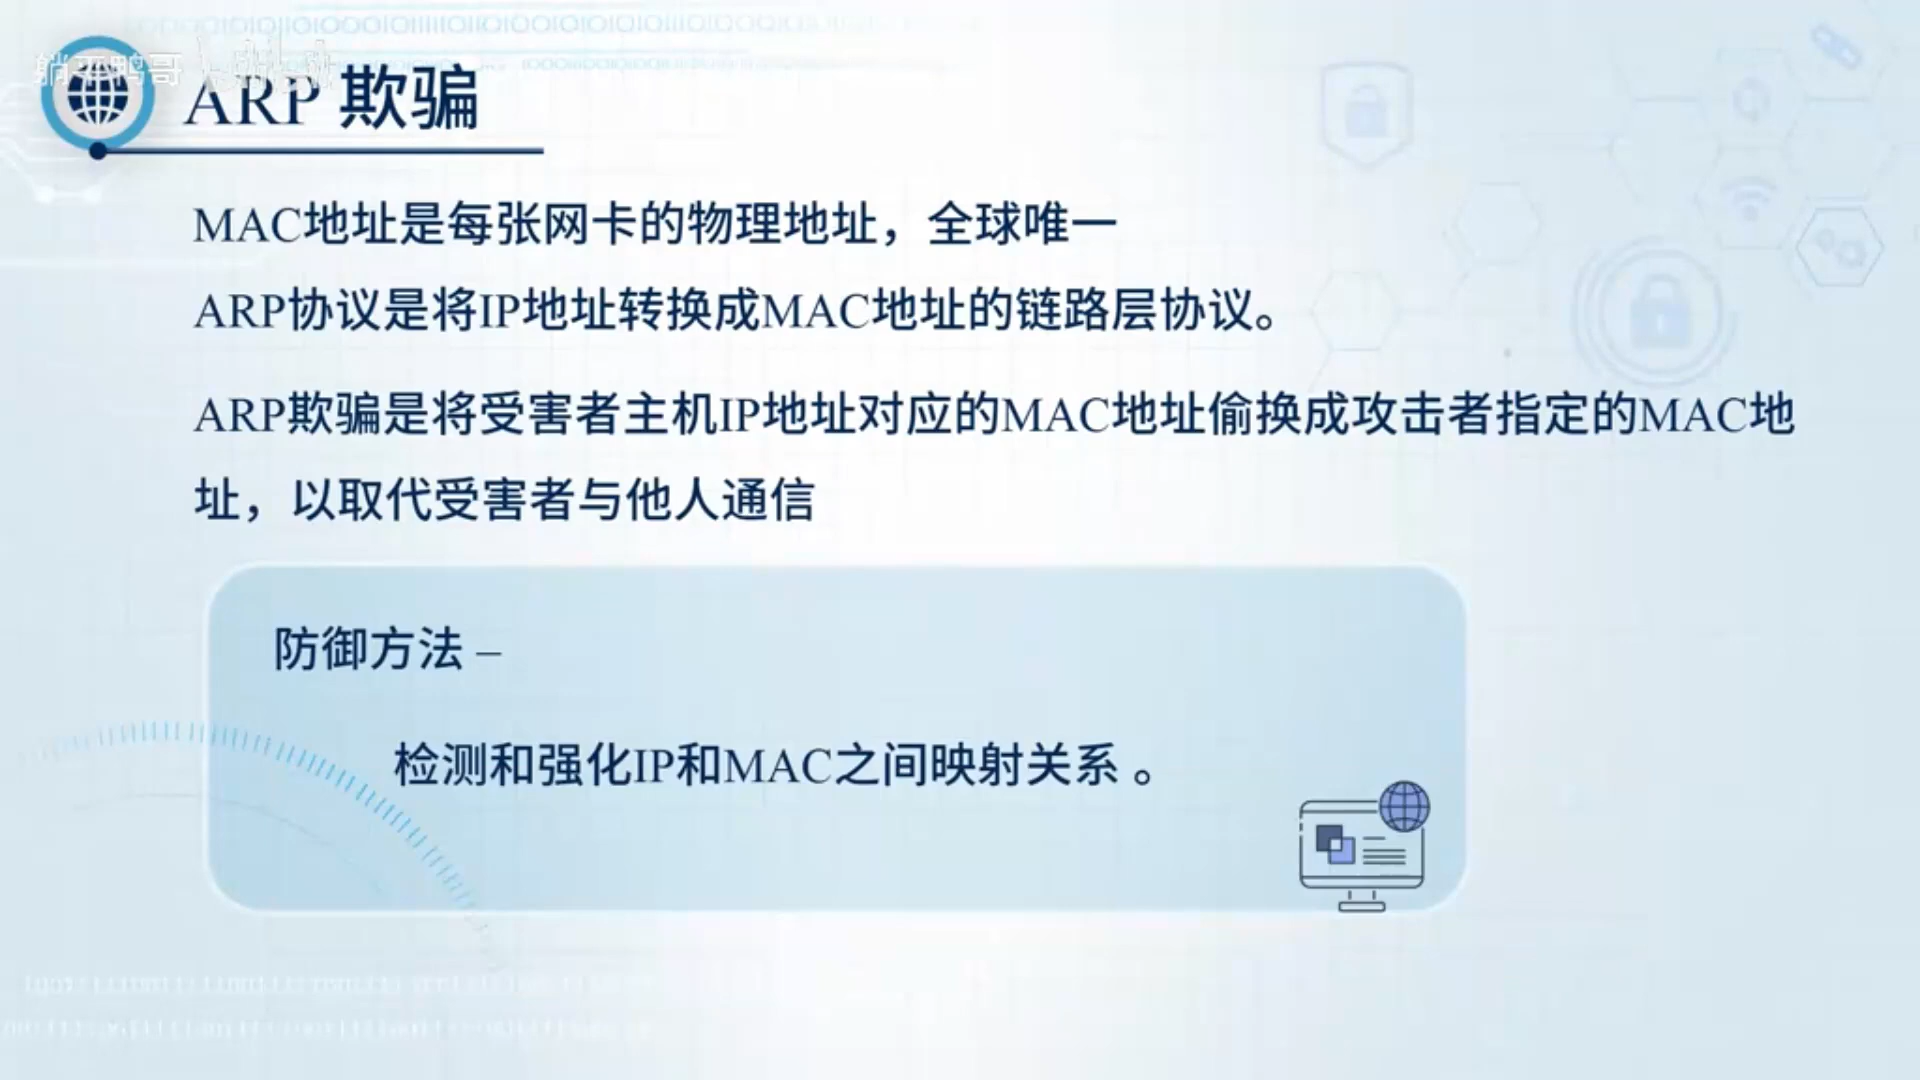 躺平鸭哥
ARP 欺骗
MAC地址是每张网卡的物理地址，全球唯一
ARP协议是将IP地址转换成MAC地址的链路层协议。
ARP欺骗是将受害者主机IP地址对应的MAC地址偷换成攻击者指定的MAC地
址，以取代受害者与他人通信
防御方法 –
检测和强化IP和MAC之间映射关系 。